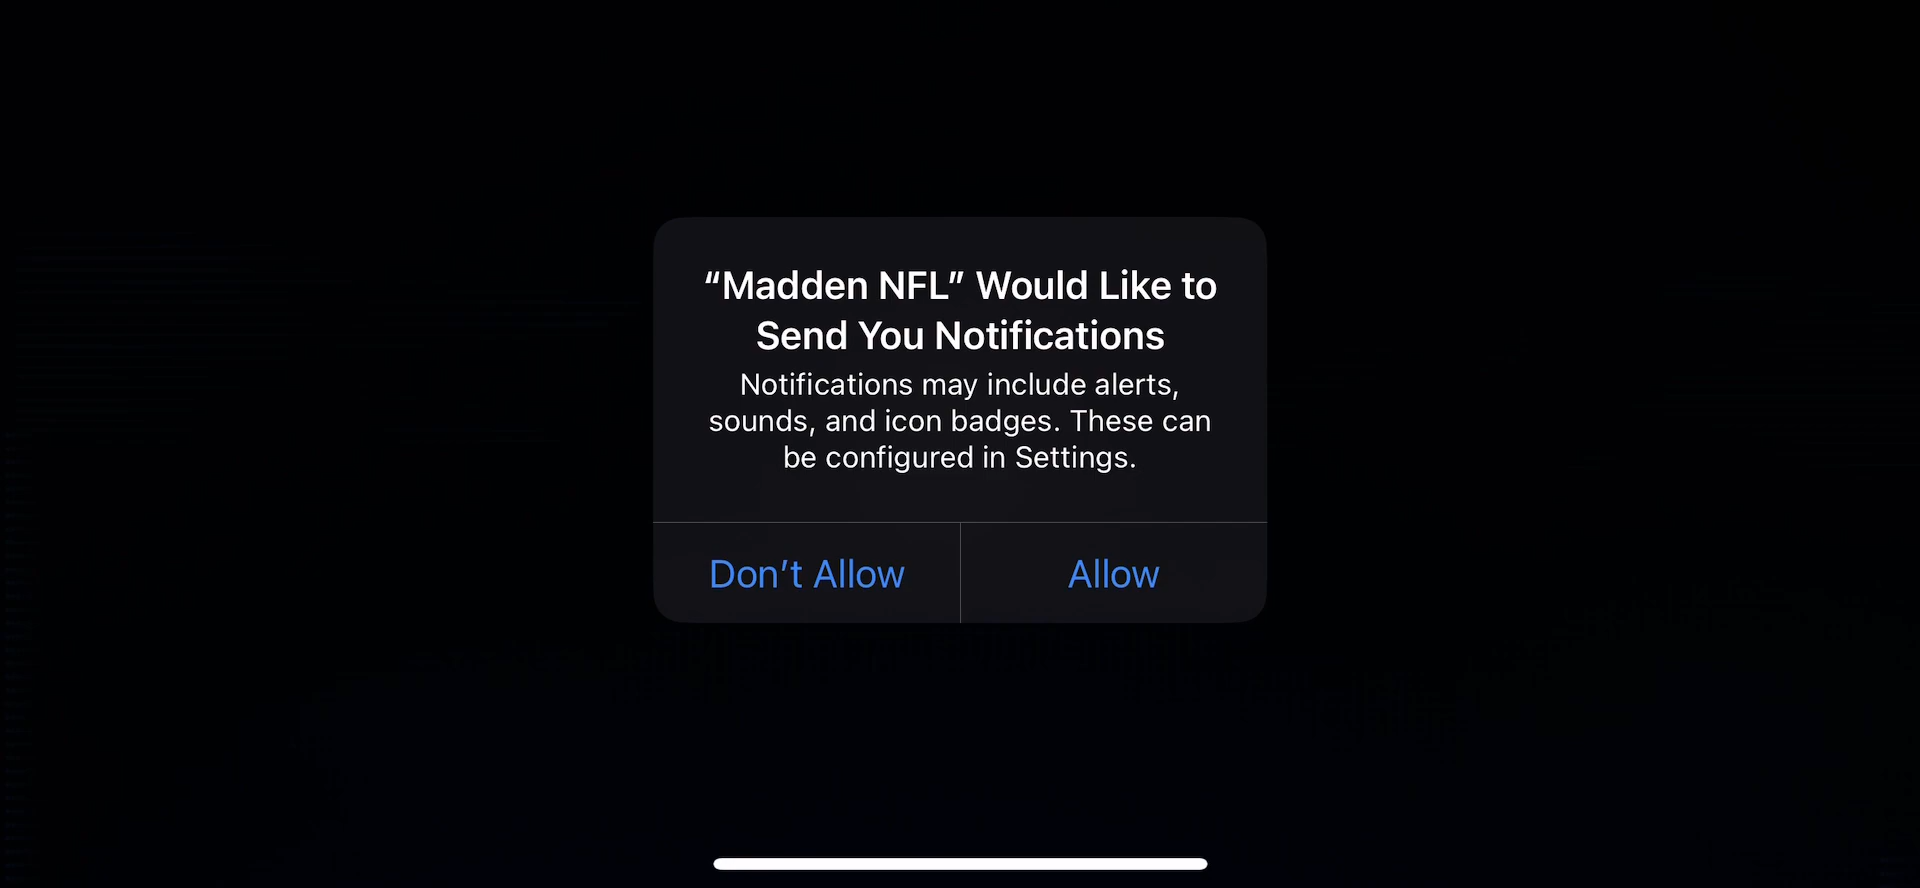 “Madden NFL” Would Like to
Send You Notifications
Notifications may include alerts,
sounds, and icon badges. These can
be configured in Settings.
Don’t Allow
Allow